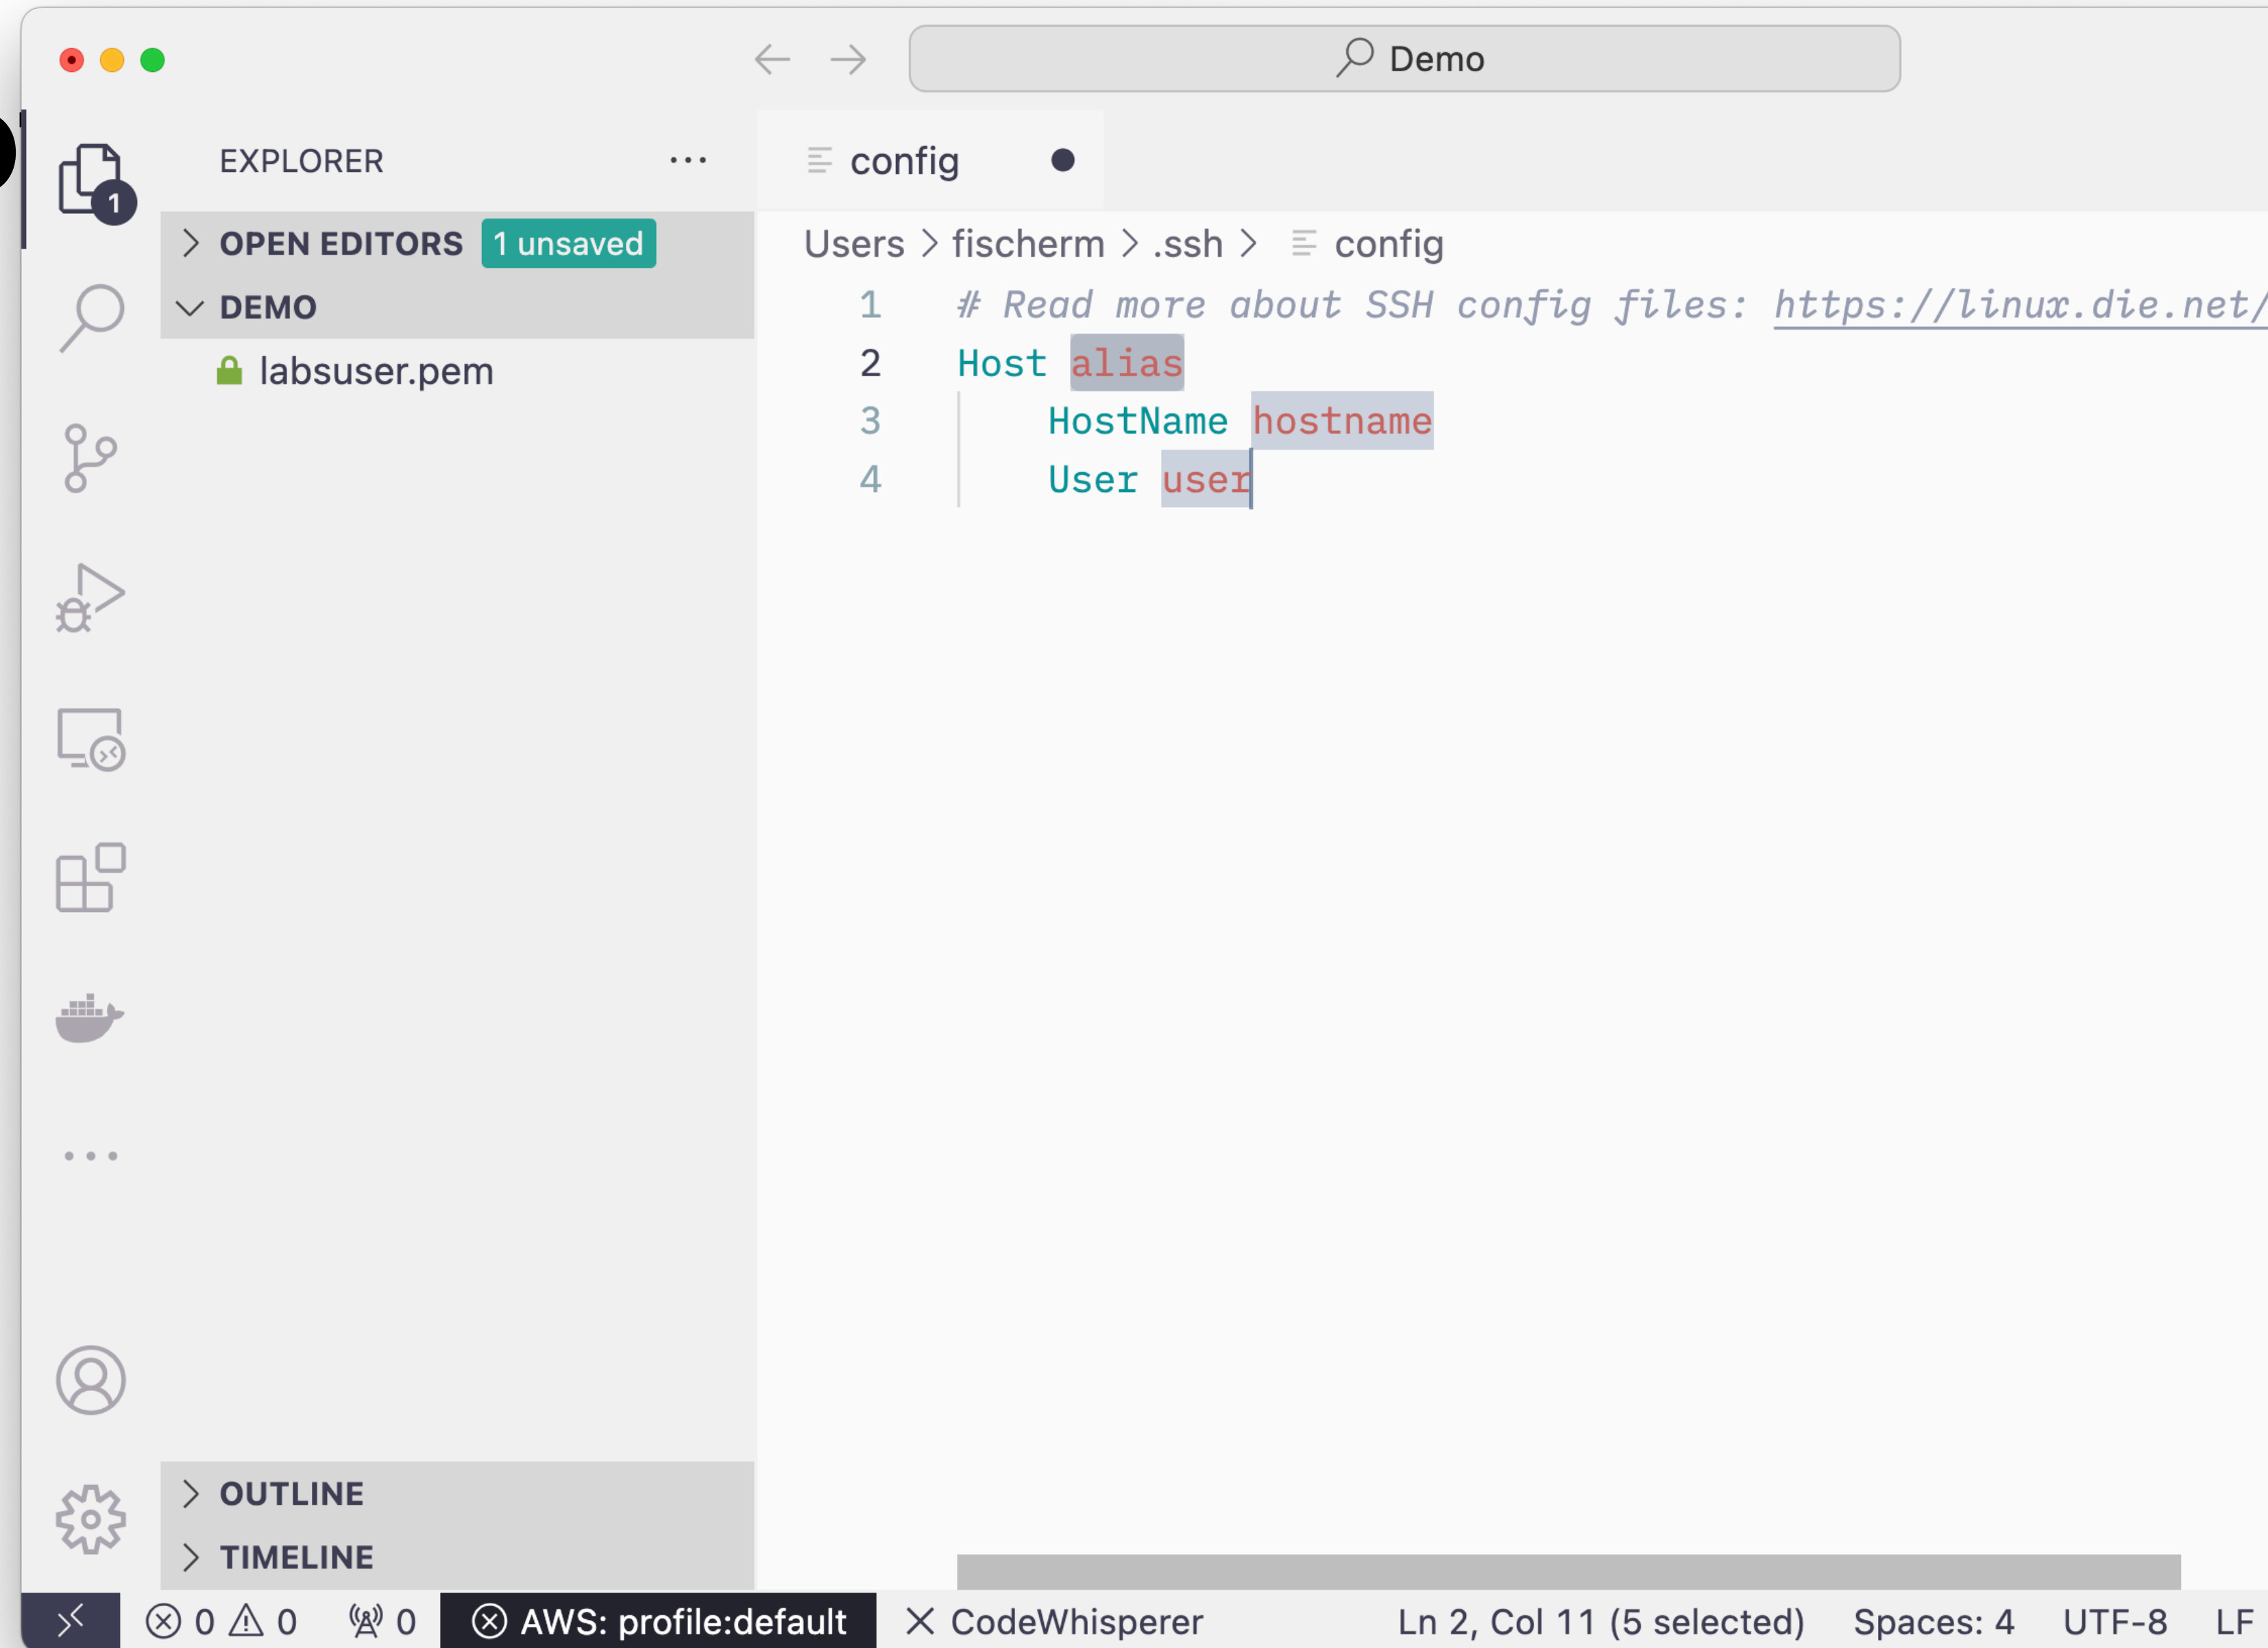 Demo
EXPLORER
config
1
OPEN EDITORS 1 unsaved
DEMO
labsuser.pem
Users > fischerm > .ssh > config
1 # Read more about SSH config files: https://linux.die.net/
2 Host alias
3 HostName hostname
4 User user
OUTLINE
TIMELINE
0 0 0 AWS: profile:default CodeWhisperer Ln 2, Col 11 (5 selected) Spaces: 4 UTF-8 LF